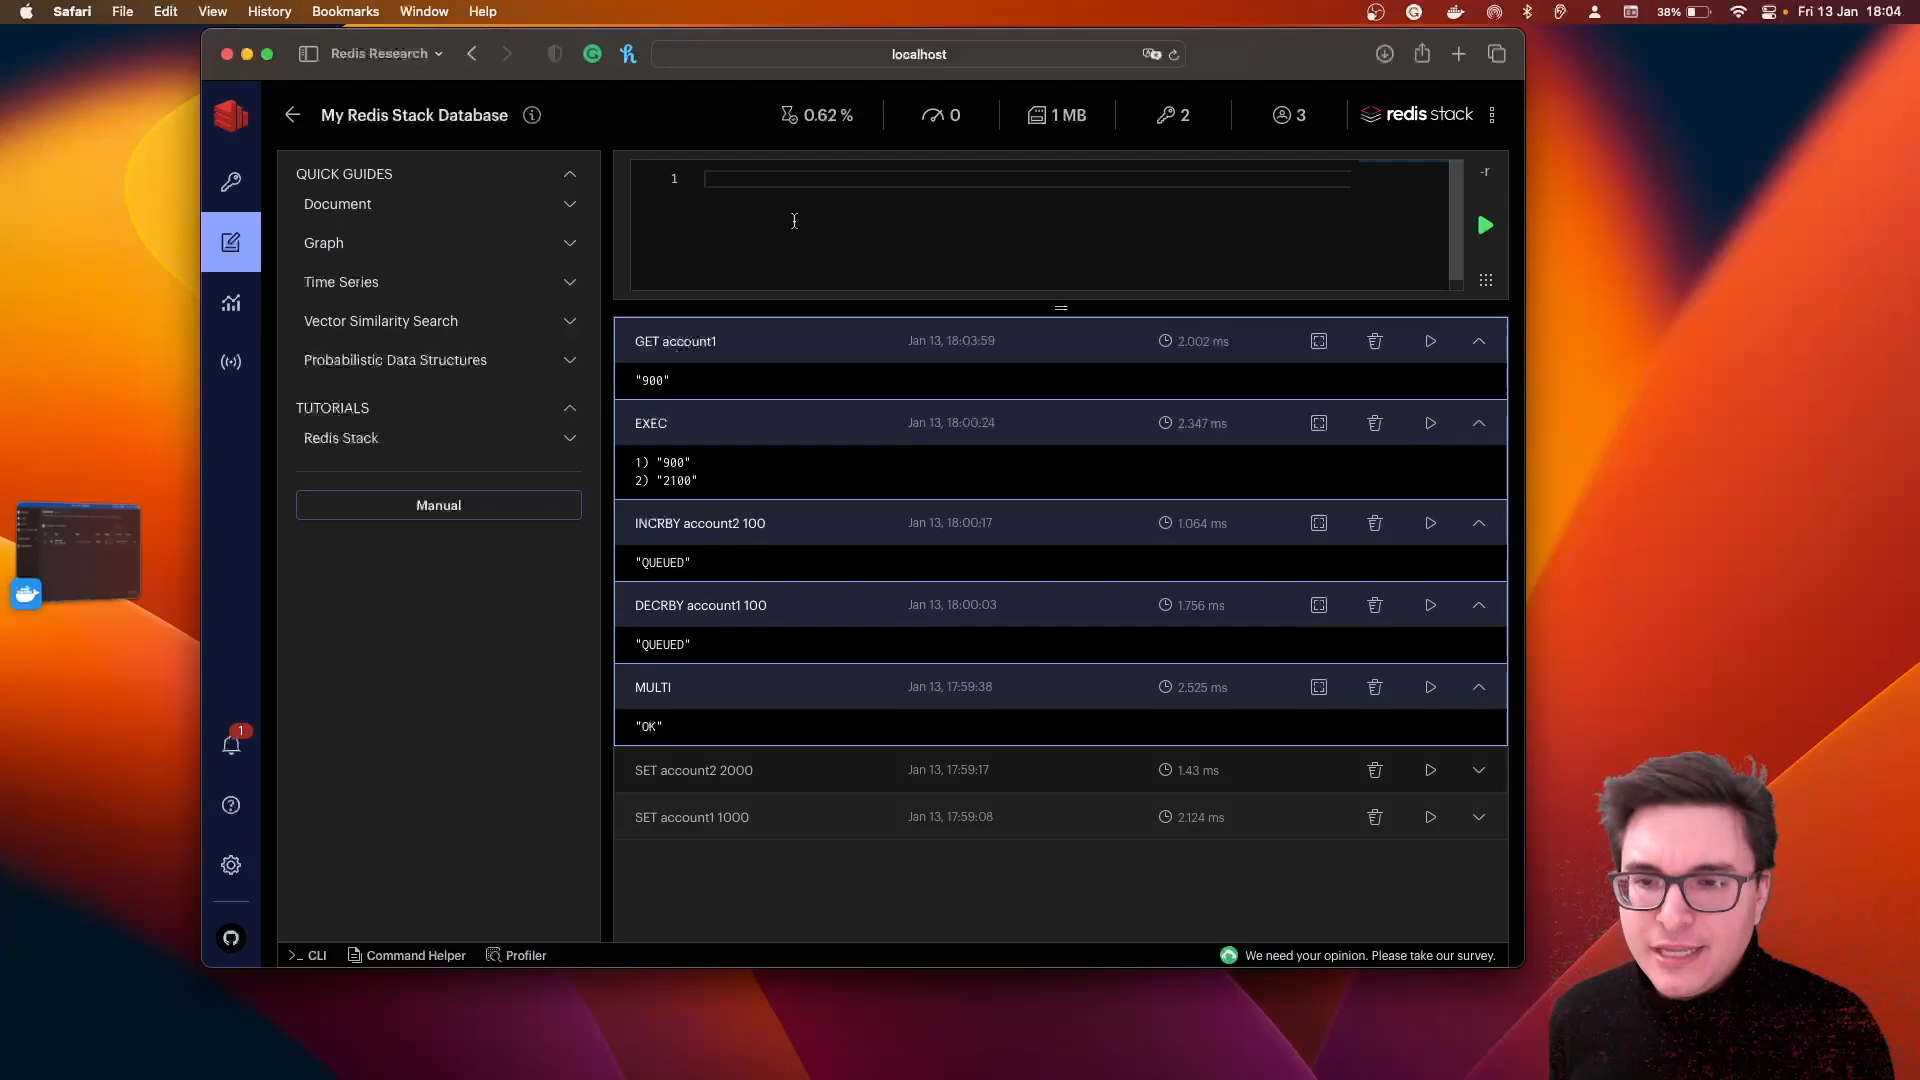 Safari File Edit View History Bookmarks Window Help 38% Fri 13 Jan 18:04
Redis Research localhost
My Redis Stack Database 0.62 % 0 1 MB 2 3 redis stack
QUICK GUIDES
Document
Graph
Time Series
Vector Similarity Search
Probabilistic Data Structures
TUTORIALS
Redis Stack
Manual
1
-r
GET account1 Jan 13, 18:03:59 2.002 ms
"900"
EXEC Jan 13, 18:00:24 2.347 ms
1) "900"
2) "2100"
INCRBY account2 100 Jan 13, 18:00:17 1.064 ms
"QUEUED"
DECRBY account1 100 Jan 13, 18:00:03 1.756 ms
"QUEUED"
MULTI Jan 13, 17:59:38 2.525 ms
"OK"
SET account2 2000 Jan 13, 17:59:17 1.43 ms
SET account1 1000 Jan 13, 17:59:08 2.124 ms
1
>_ CLI Command Helper Profiler We need your opinion. Please take our survey.